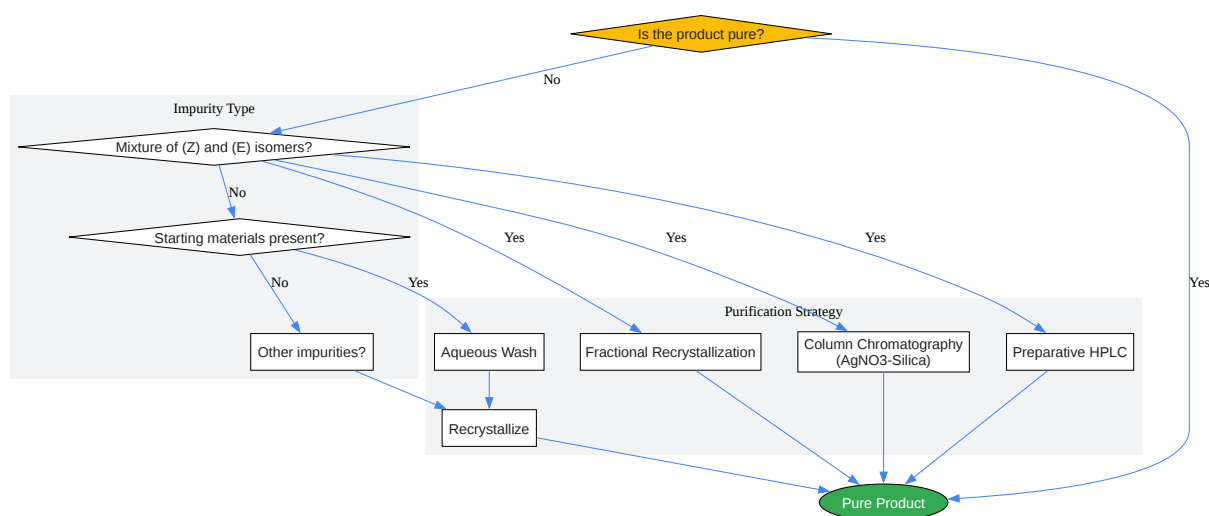 Is the product pure?
No
Impurity Type
Mixture of (Z) and (E) isomers?
No
Starting materials present?
Yes
Yes
Yes
No
Yes
Yes
Purification Strategy
Other impurities?
Aqueous Wash
Fractional Recrystallization
Column Chromatography
(AgNO3-Silica)
Preparative HPLC
Recrystallize
Pure Product